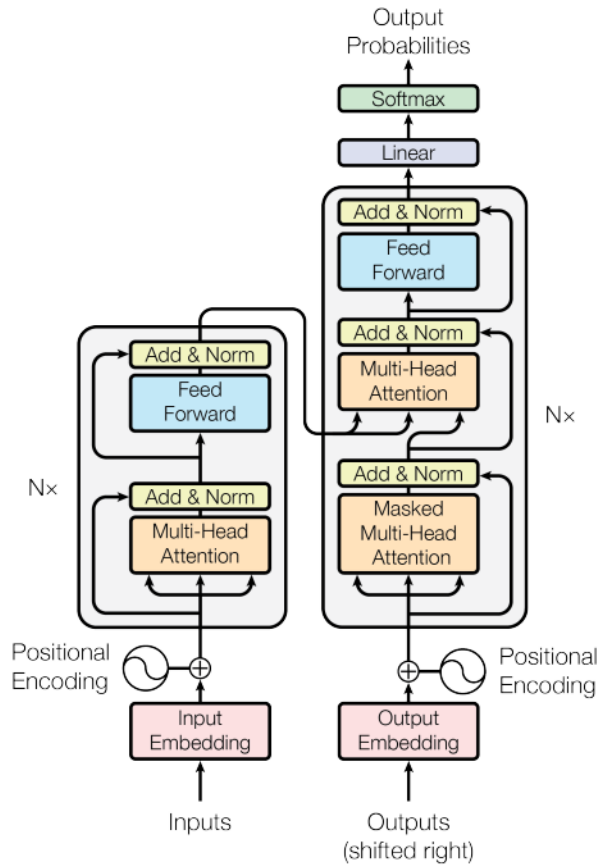 Output
Probabilities
Softmax
Linear
Add & Norm
Feed
Forward
Add & Norm
Multi-Head
Attention
Add & Norm
Masked
Multi-Head
Attention
Nx
Add & Norm
Feed
Forward
Add & Norm
Multi-Head
Attention
Nx
Positional
Encoding
Positional
Encoding
Input
Embedding
Output
Embedding
Inputs
Outputs
(shifted right)